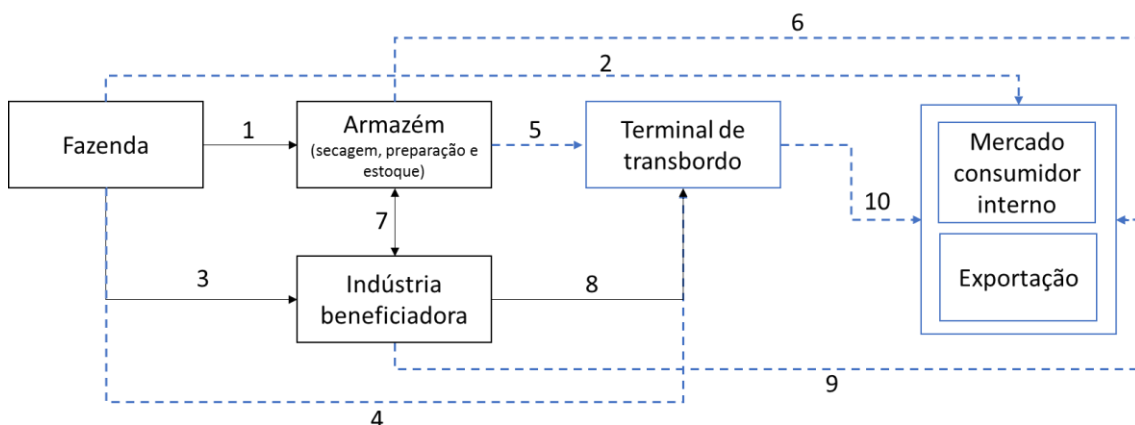 6
2
Fazenda
1
Armazém
(secagem, preparação e
estoque)
5
Terminal de
transbordo
Mercado
consumidor
interno
10
7
3
Indústria
beneficiadora
8
Exportação
9
4